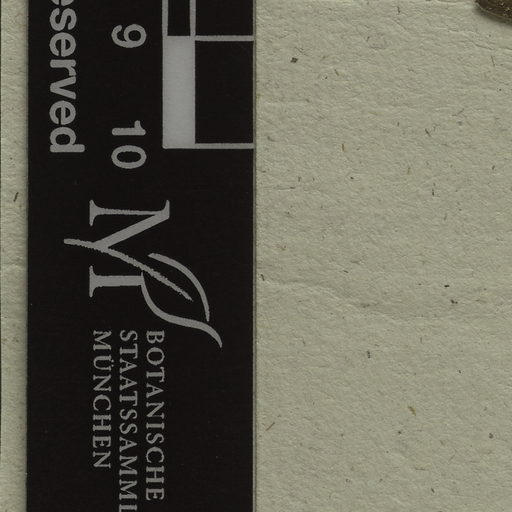 eserved
9 10
M
BOTANISCHE
STAATSSAMML
MÜNCHEN